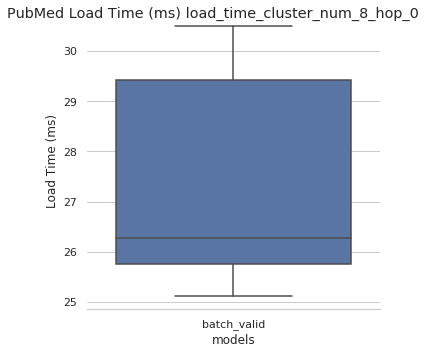 PubMed Load Time (ms) load_time_cluster_num_8_hop_0
30
29
28
27
26
25
Load Time (ms)
batch_valid
models